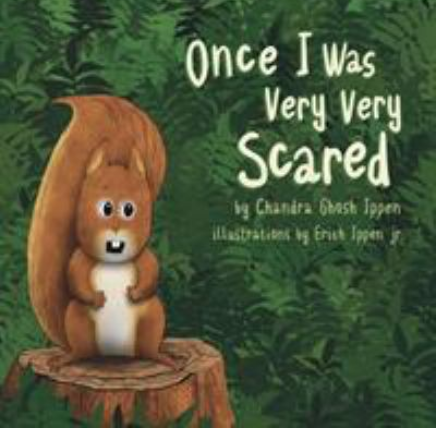 Once I Was
Very Very
Scared
by Chandra Ghosh Ippen
illustrations by Erich Ippen jr.